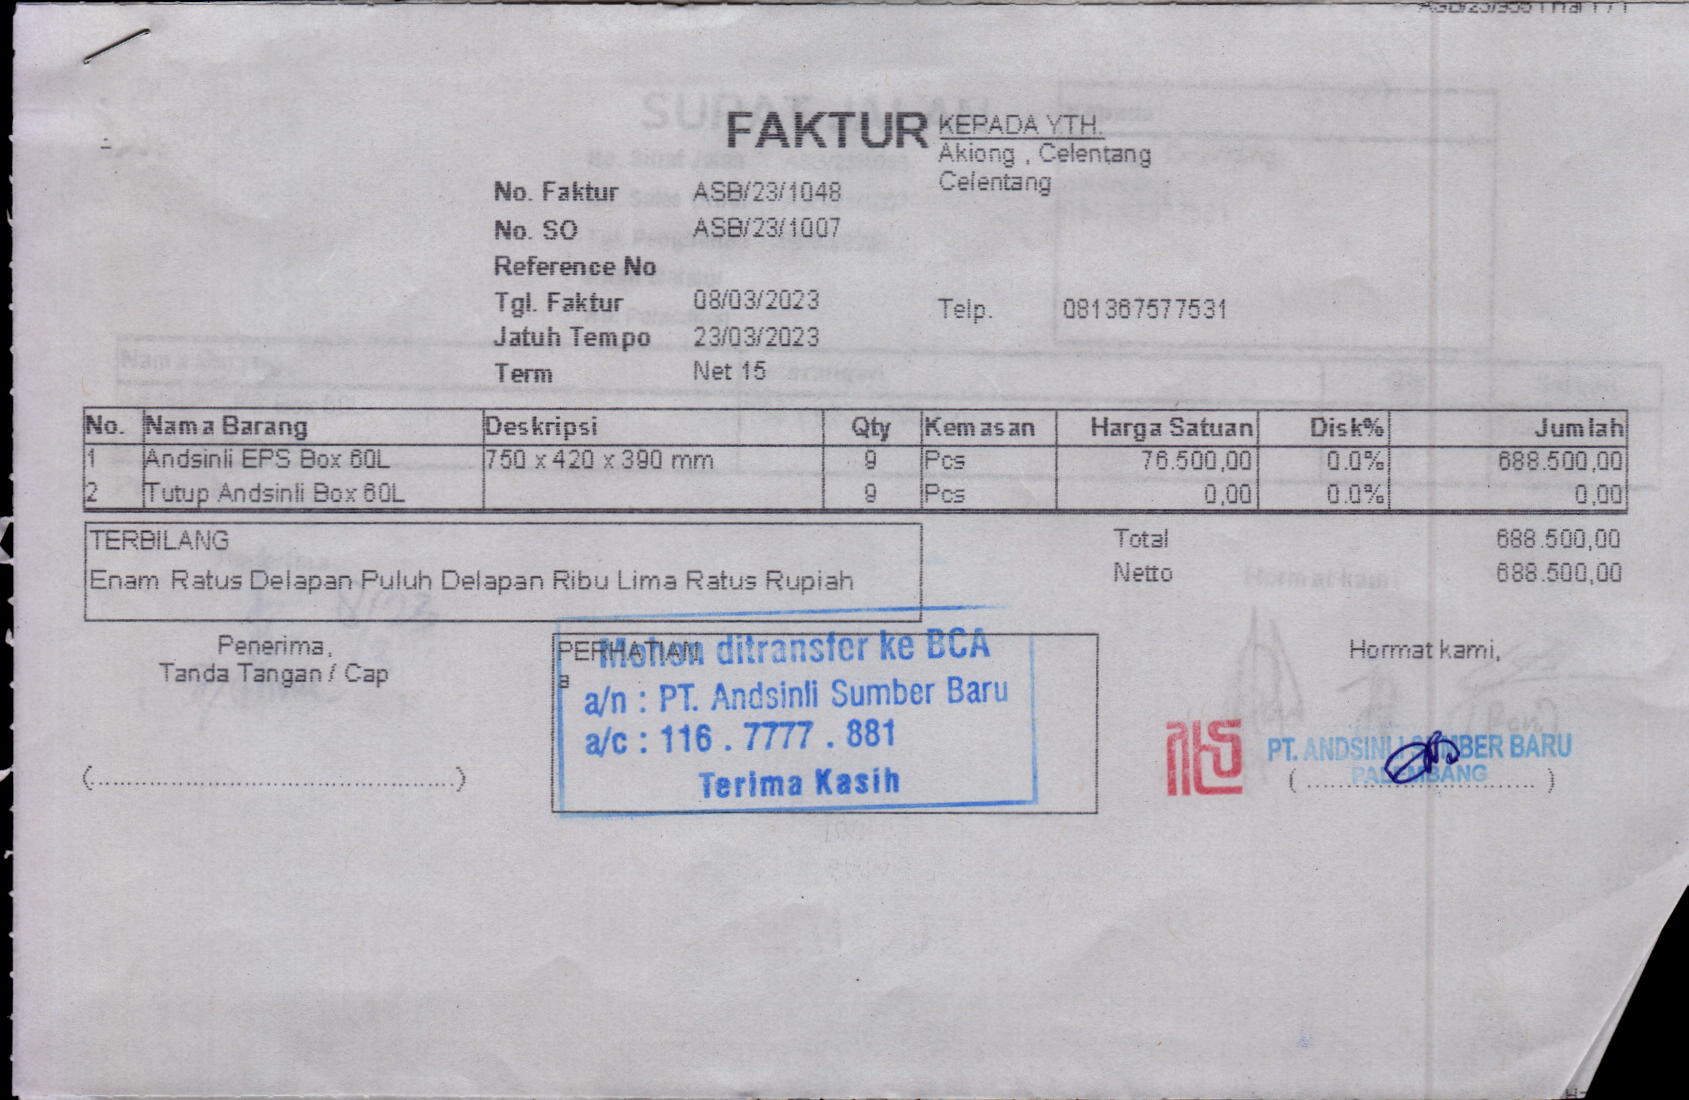 FAKTUR
KEPADA YTH.
Akiong , Celentang
Celentang
No. Faktur ASB/23/1048
No. SO ASB/23/1007
Reference No
Tgl. Faktur 08/03/2023
Telp. 081367577531
Jatuh Tempo 23/03/2023
Term Net 15
No. Nama Barang Deskripsi Qty Kemasan Harga Satuan Disk% Jumlah
1 Andsinli EPS Box 60L 750 x 420 x 390 mm 9 Pcs 76.500,00 0.0% 688.500,00
2 Tutup Andsinli Box 60L 9 Pcs 0,00 0.0% 0,00
TERBILANG
Enam Ratus Delapan Puluh Delapan Ribu Lima Ratus Rupiah
Total 688.500,00
Netto 688.500,00
Penerima,
Tanda Tangan / Cap
(..............................................)
PERHATIAN
a
Mohon ditransfer ke BCA
a/n : PT. Andsinli Sumber Baru
a/c : 116 . 7777 . 881
Terima Kasih
Hormat kami,
PT. ANDSINLI SUMBER BARU
PALEMBANG
( ............................. )